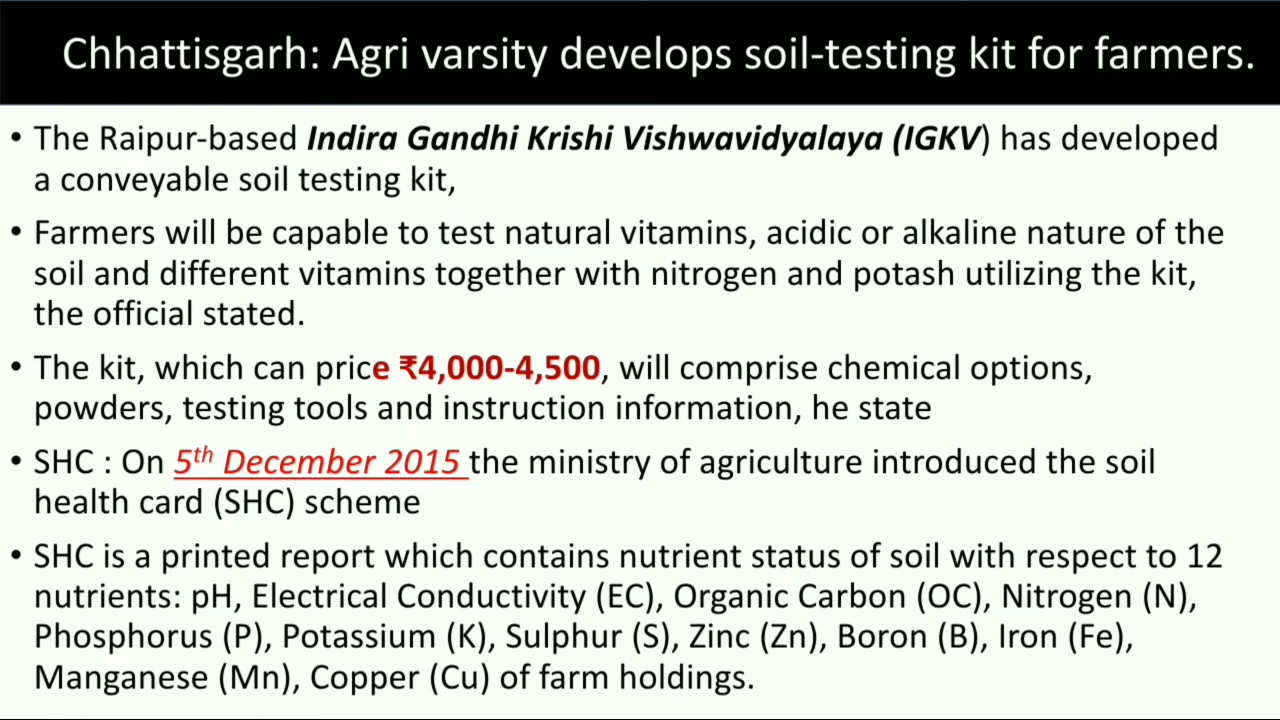 Chhattisgarh: Agri varsity develops soil-testing kit for farmers.
• The Raipur-based Indira Gandhi Krishi Vishwavidyalaya (IGKV) has developed
a conveyable soil testing kit,
• Farmers will be capable to test natural vitamins, acidic or alkaline nature of the
soil and different vitamins together with nitrogen and potash utilizing the kit,
the official stated.
• The kit, which can price ₹4,000-4,500, will comprise chemical options,
powders, testing tools and instruction information, he state
• SHC : On 5th December 2015 the ministry of agriculture introduced the soil
health card (SHC) scheme
• SHC is a printed report which contains nutrient status of soil with respect to 12
nutrients: pH, Electrical Conductivity (EC), Organic Carbon (OC), Nitrogen (N),
Phosphorus (P), Potassium (K), Sulphur (S), Zinc (Zn), Boron (B), Iron (Fe),
Manganese (Mn), Copper (Cu) of farm holdings.